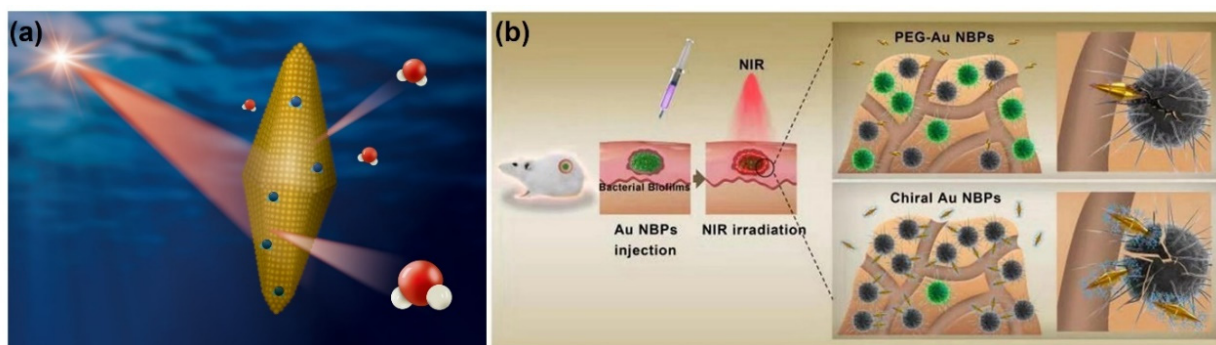 (a)
(b)
NIR
Bacterial Biofilms
Au NBPs
injection
NIR irradiation
PEG-Au NBPs
Chiral Au NBPs